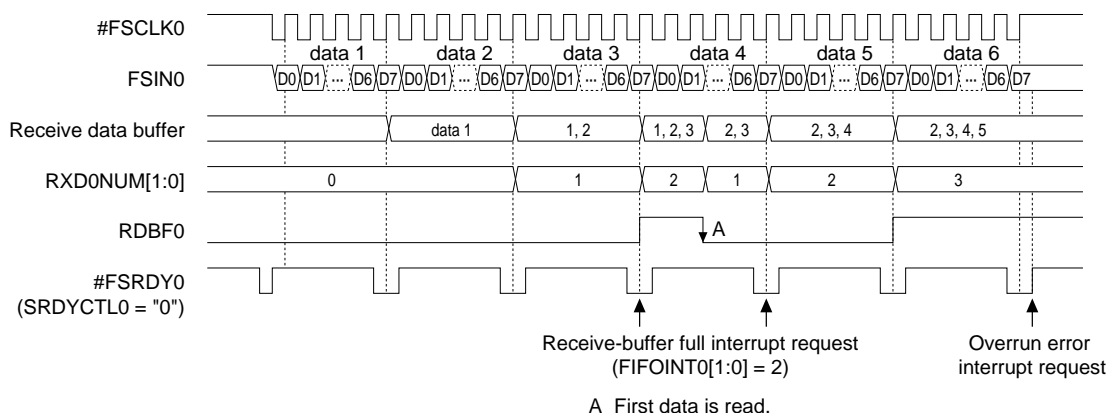 #FSCLK0
data 1 data 2 data 3 data 4 data 5 data 6
FSIN0 D0 D1 ... D6 D7 D0 D1 ... D6 D7 D0 D1 ... D6 D7 D0 D1 ... D6 D7 D0 D1 ... D6 D7 D0 D1 ... D6 D7
Receive data buffer data 1 1, 2 1, 2, 3 2, 3 2, 3, 4 2, 3, 4, 5
RXD0NUM[1:0] 0 1 2 1 2 3
RDBF0 A
#FSRDY0
(SRDYCTL0 = "0")
Receive-buffer full interrupt request Overrun error
(FIFOINT0[1:0] = 2) interrupt request
A First data is read.